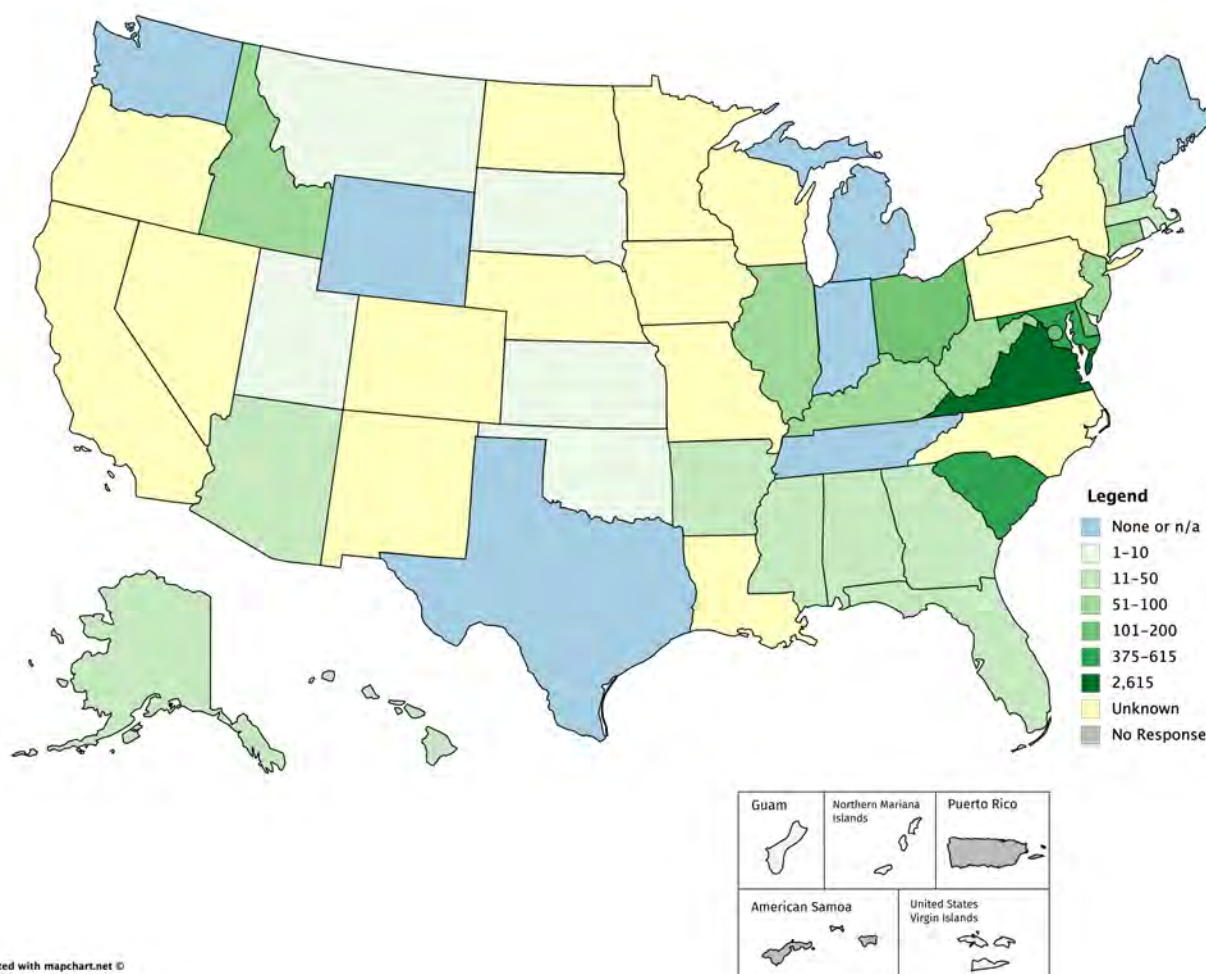 Legend
None or n/a
1-10
11-50
51-100
101-200
375-615
2,615
Unknown
No Response
Guam
Northern Mariana
Islands
Puerto Rico
American Samoa
United States
Virgin Islands
ted with mapchart.net ©